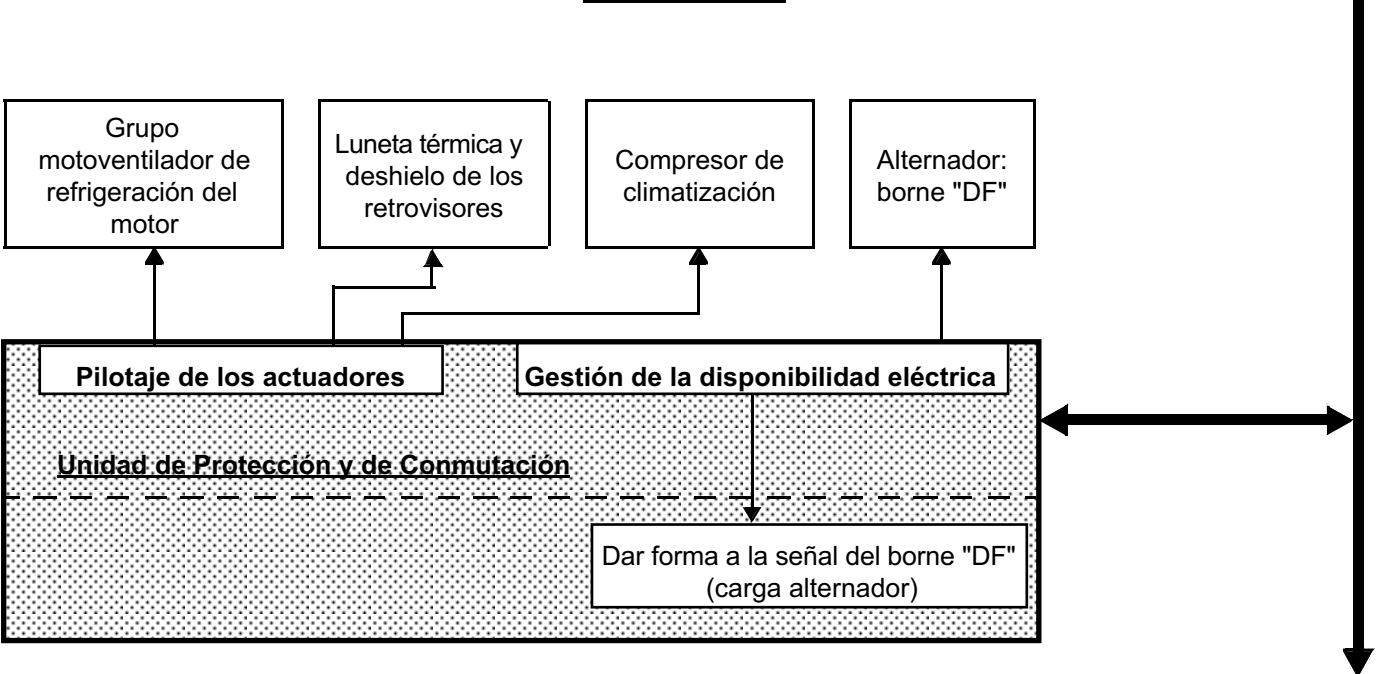 Grupo
motoventilador de
refrigeración del
motor
Luneta térmica y
deshielo de los
retrovisores
Compresor de
climatización
Alternador:
borne "DF"
Pilotaje de los actuadores
Gestión de la disponibilidad eléctrica
Unidad de Protección y de Conmutación
Dar forma a la señal del borne "DF"
(carga alternador)